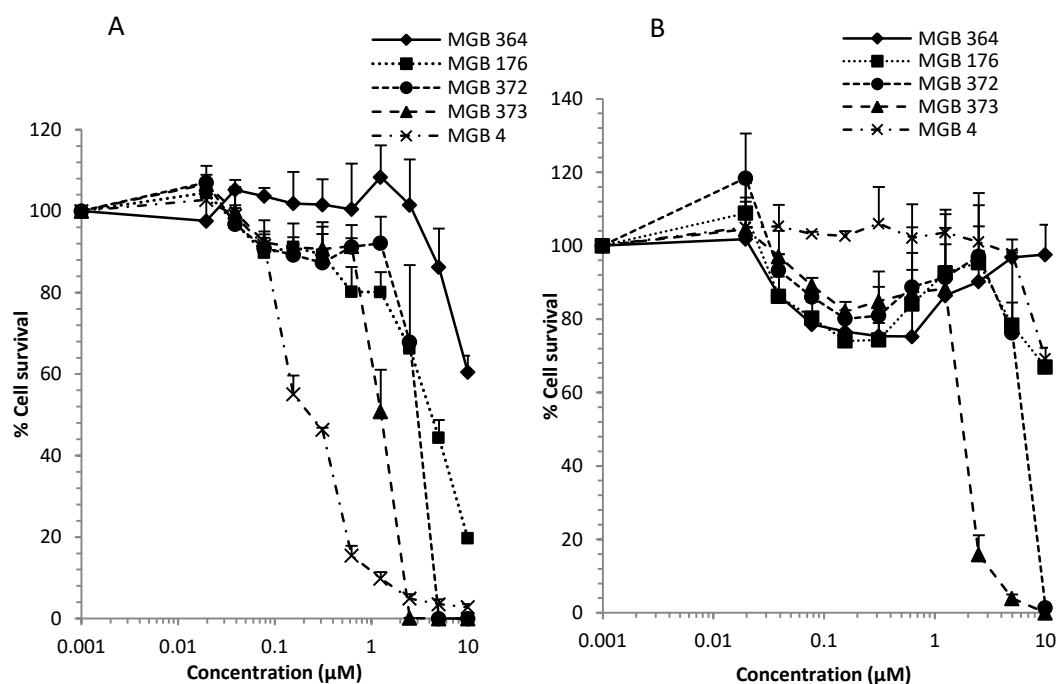 A
MGB 364
MGB 176
MGB 372
MGB 373
MGB 4
120
100
80
60
40
20
0
% Cell survival
0.001
0.01
0.1
1
10
Concentration (µM)
B
MGB 364
MGB 176
MGB 372
MGB 373
MGB 4
140
120
100
80
60
40
20
0
% Cell survival
0.001
0.01
0.1
1
10
Concentration (µM)